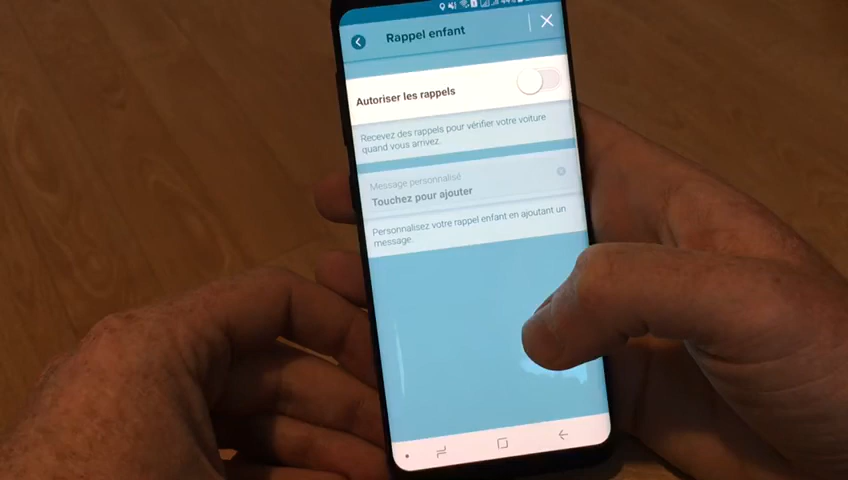 Rappel enfant
Autoriser les rappels
Recevez des rappels pour vérifier votre voiture
quand vous arrivez.
Message personnalisé
Touchez pour ajouter
Personnalisez votre rappel enfant en ajoutant un
message.